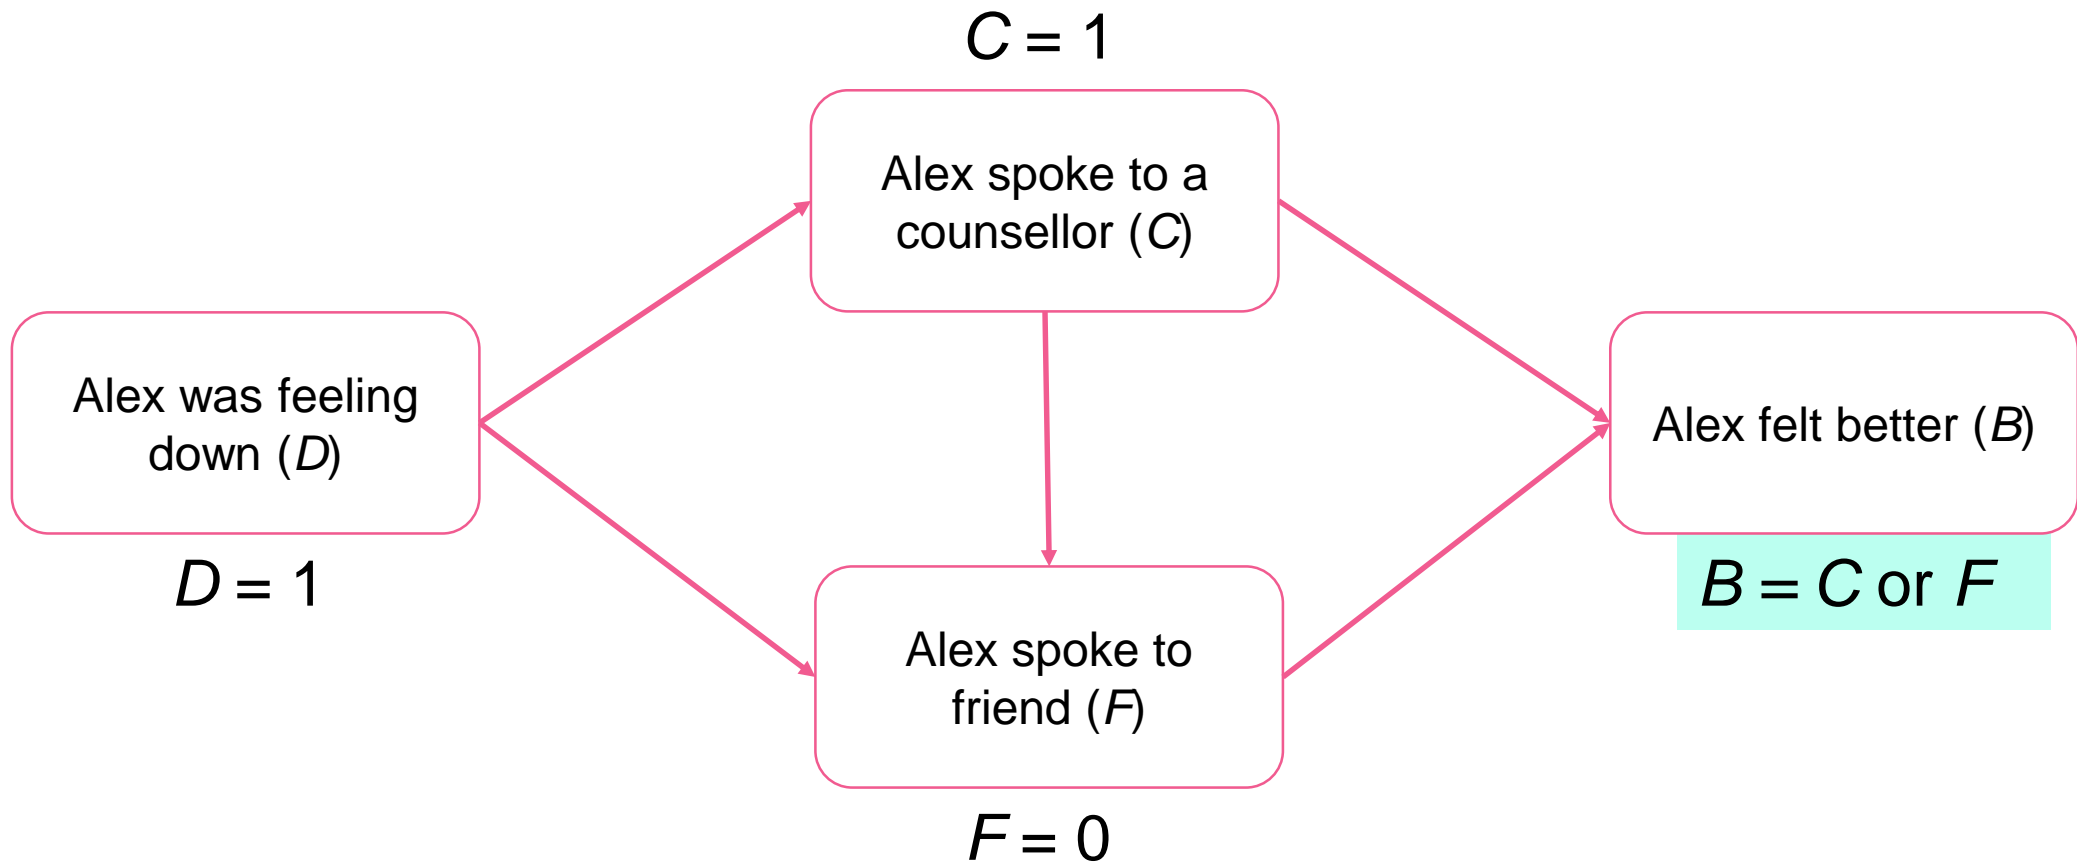 C = 1
Alex spoke to a
counsellor (C)
Alex was feeling
down (D)
D = 1
Alex felt better (B)
B = C or F
Alex spoke to
friend (F)
F = 0